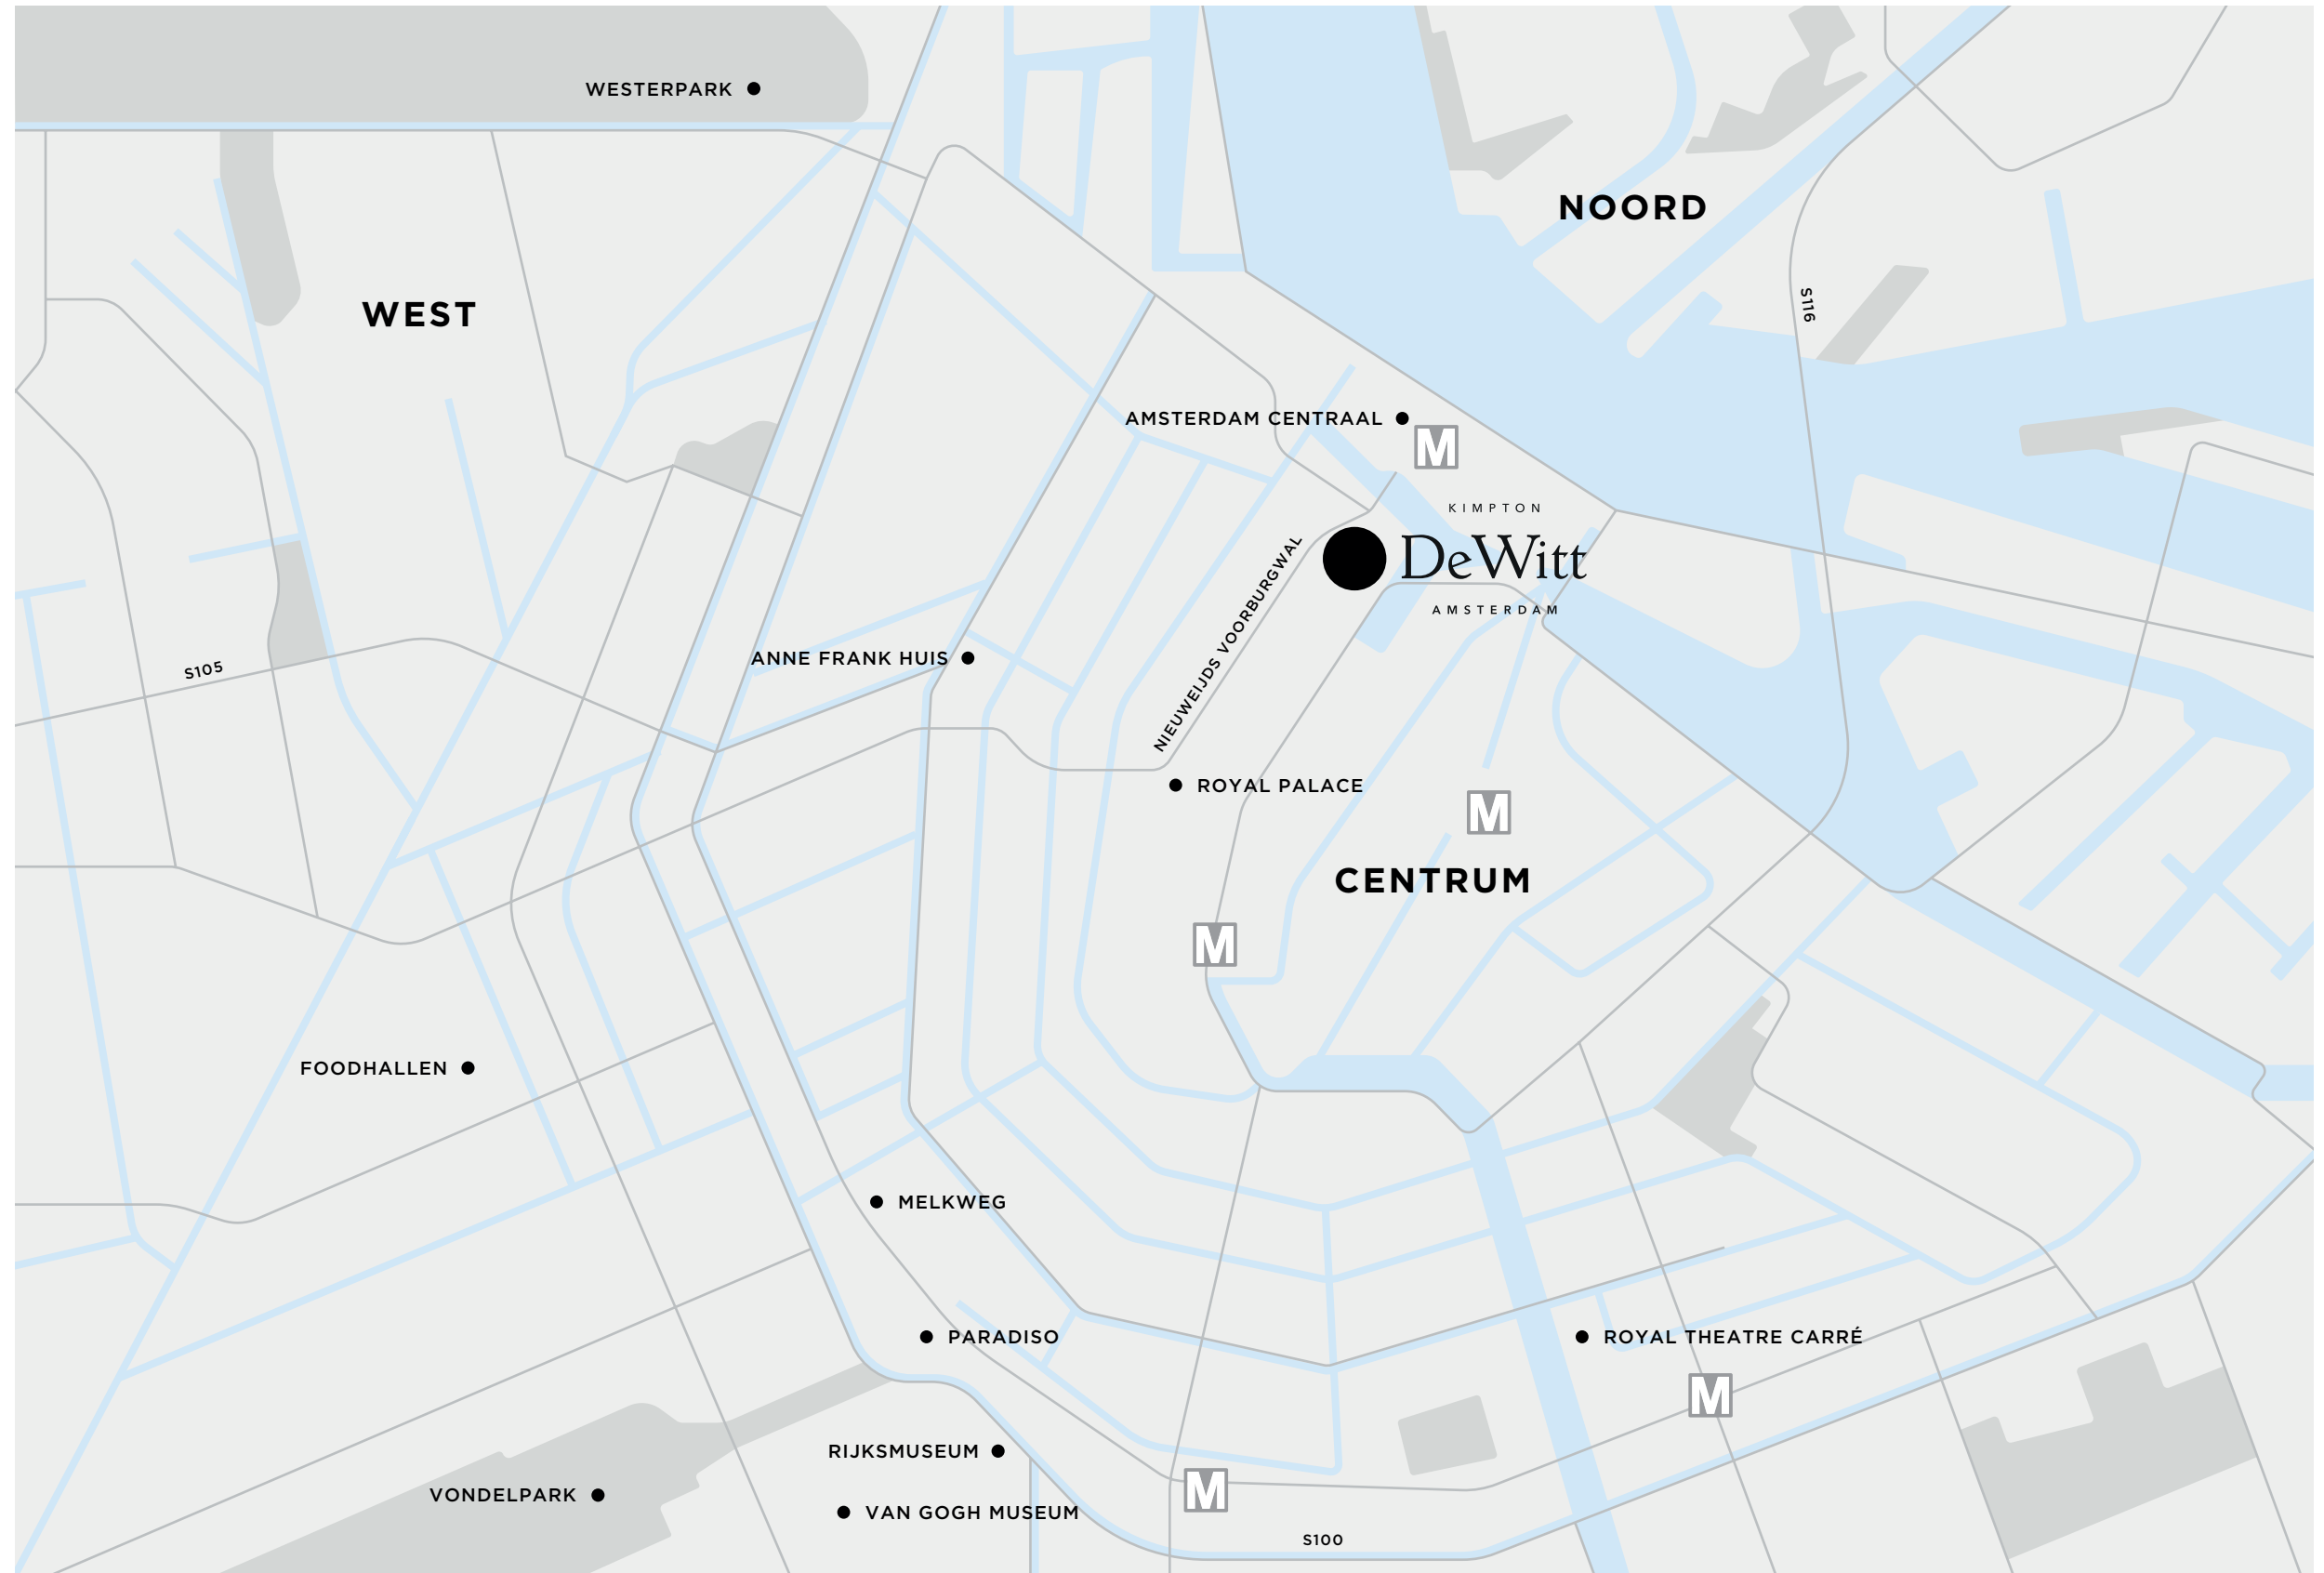 WESTERPARK
NOORD
WEST
S116
AMSTERDAM CENTRAAL
M
KIMPTON
DeWitt
AMSTERDAM
NIEUWEIJDS VOORBURGWAL
ANNE FRANK HUIS
S105
ROYAL PALACE
M
CENTRUM
M
FOODHALLEN
MELKWEG
PARADISO
ROYAL THEATRE CARRÉ
M
RIJKSMUSEUM
VONDELPARK
M
VAN GOGH MUSEUM
S100